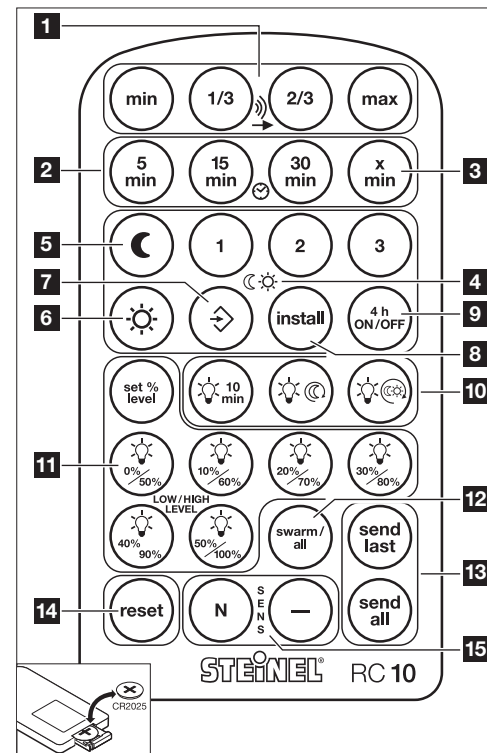 1
min 1/3 2/3 max
2
5 min
15 min
30 min
x min
3
5
1 2 3
7
4
6
install
4 h ON/OFF
9
8
set % level
10 min
10
11
0%/50%
10%/60%
20%/70%
30%/80%
LOW/HIGH LEVEL
12
40%/90%
50%/100%
swarm/ all
send last
13
14
reset
N
SENS
—
send all
15
STEINEL® RC 10
CR2025